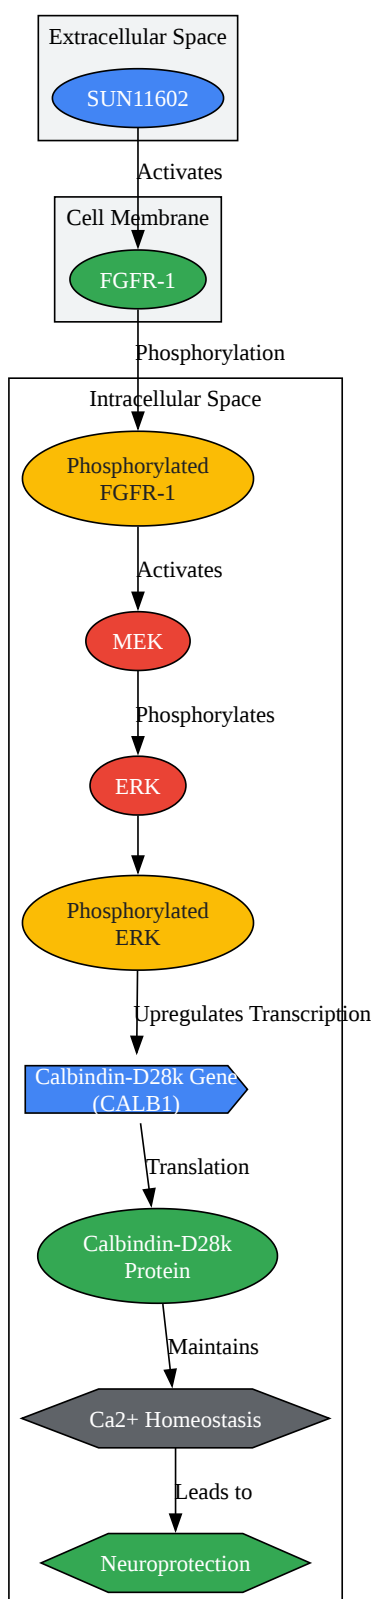 Extracellular Space
SUN11602
Activates
Cell Membrane
FGFR-1
Phosphorylation
Intracellular Space
Phosphorylated
FGFR-1
Activates
MEK
Phosphorylates
ERK
Phosphorylated
ERK
Upregulates Transcription
Calbindin-D28k Gene
(CALB1)
Translation
Calbindin-D28k
Protein
Maintains
Ca2+ Homeostasis
Leads to
Neuroprotection